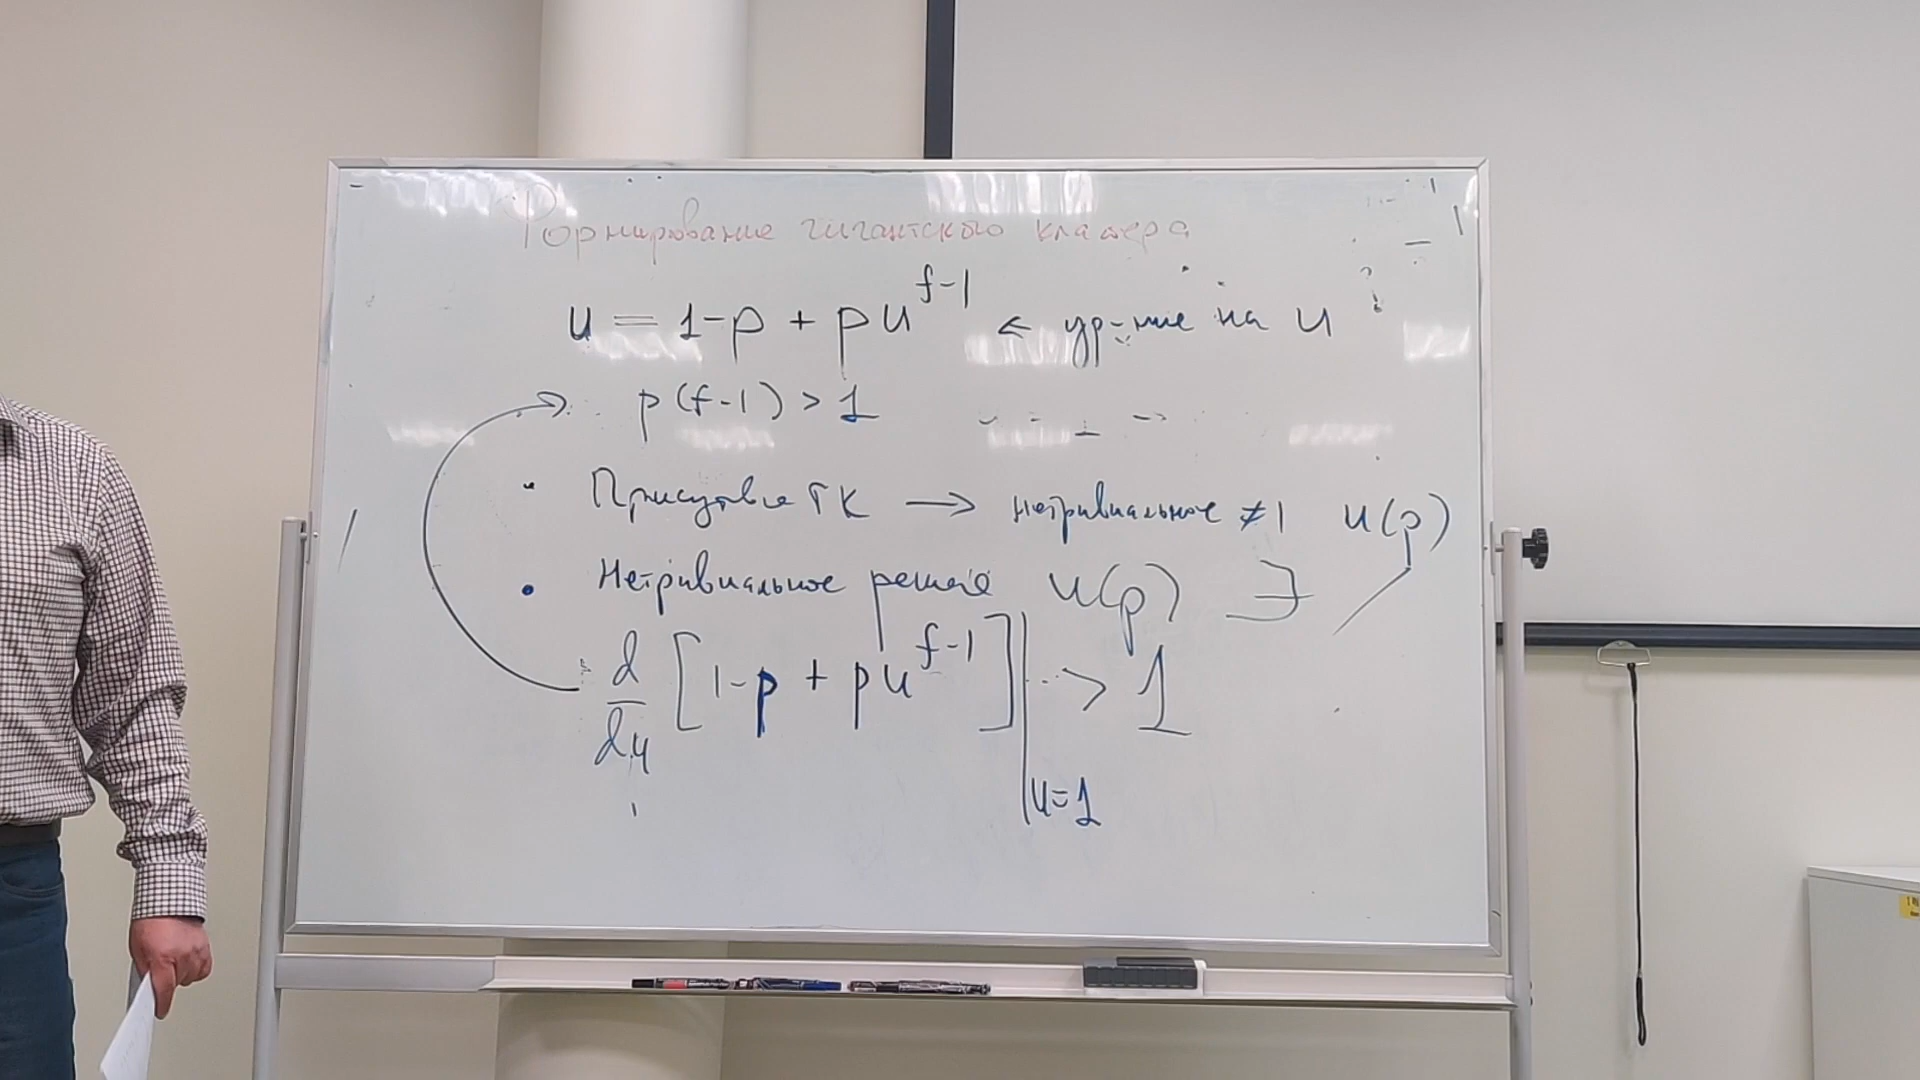 Формирование гигантского кластера
u = 1-p + pu^{f-1} ← ур-ние на u
p(f-1) > 1
• Присутствие ГК → нетривиальное ≠1 u(p)
• Нетривиальное решение u(p) ∃
d/du [1-p + pu^{f-1}]|_{u=1} > 1